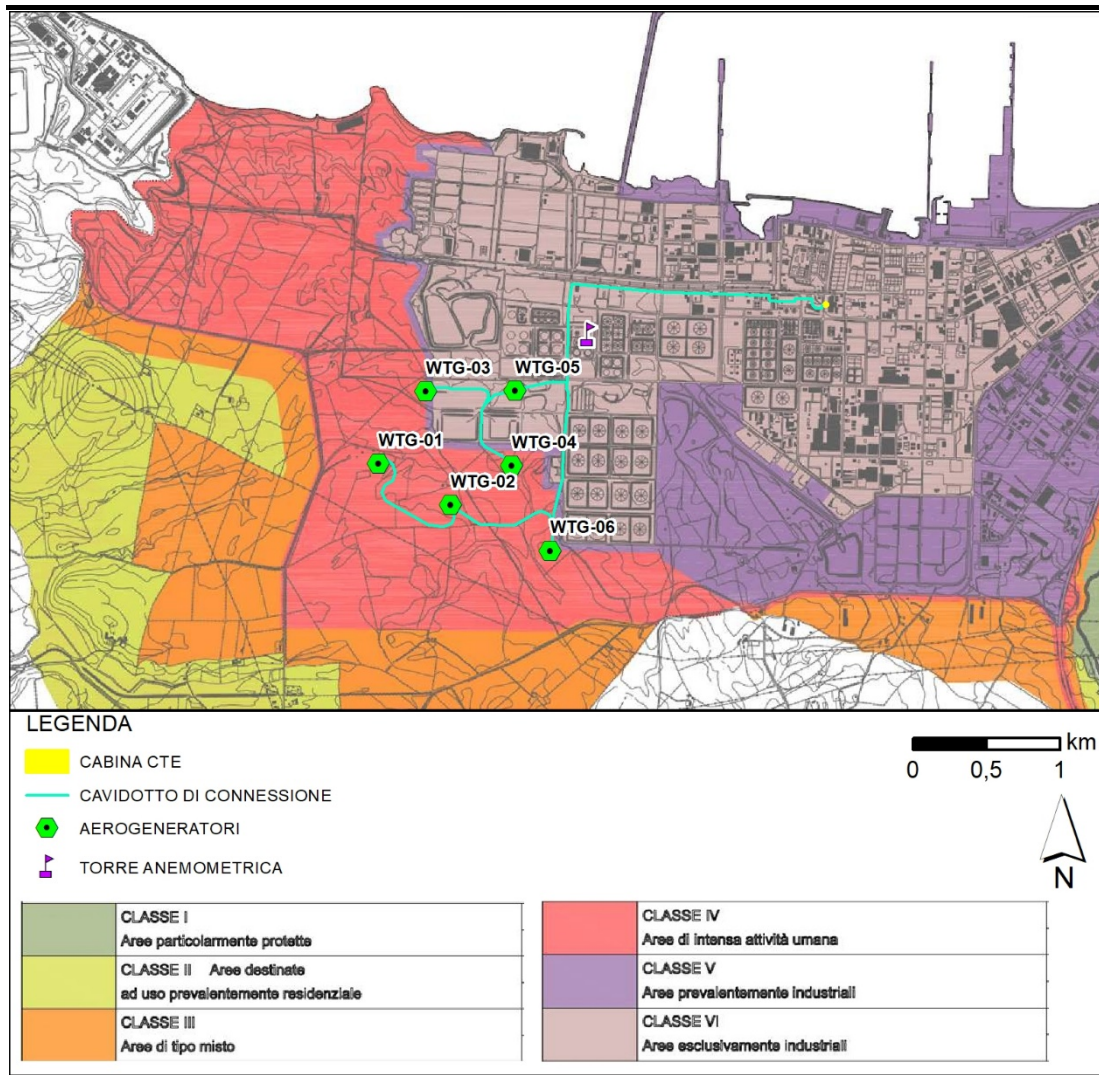 WTG-03
WTG-05
WTG-01
WTG-04
WTG-02
WTG-06
LEGENDA
CABINA CTE
CAVIDOTTO DI CONNESSIONE
AEROGENERATORI
TORRE ANEMOMETRICA
km
0 0,5 1
N
CLASSE I
Aree particolarmente protette
CLASSE II Aree destinate
ad uso prevalentemente residenziale
CLASSE III
Aree di tipo misto
CLASSE IV
Aree di intensa attività umana
CLASSE V
Aree prevalentemente industriali
CLASSE VI
Aree esclusivamente industriali